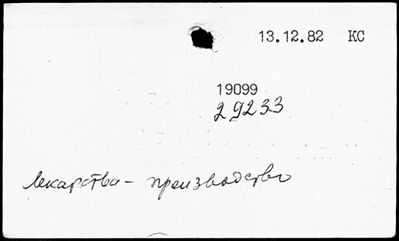 13.12.82 КС
19099
29233
Лекарства – производство